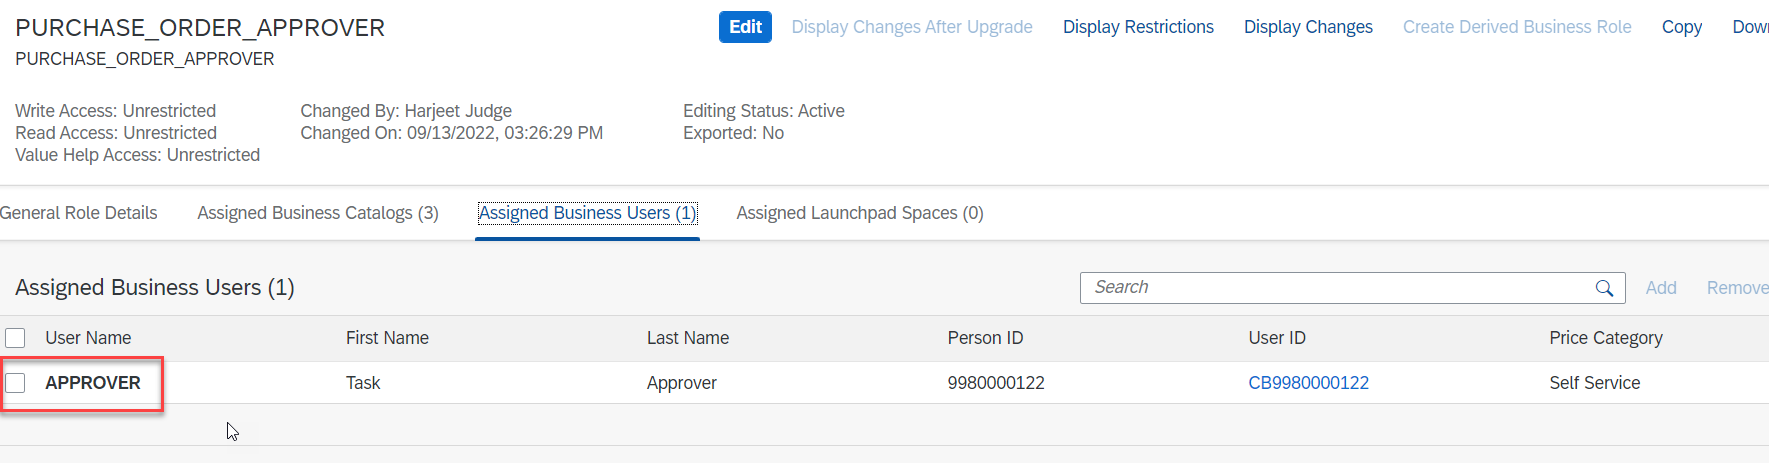 PURCHASE_ORDER_APPROVER
Edit Display Changes After Upgrade Display Restrictions Display Changes Create Derived Business Role Copy
PURCHASE_ORDER_APPROVER
Write Access: Unrestricted Changed By: Harjeet Judge Editing Status: Active
Read Access: Unrestricted Changed On: 09/13/2022, 03:26:29 PM Exported: No
Value Help Access: Unrestricted
General Role Details Assigned Business Catalogs (3) Assigned Business Users (1) Assigned Launchpad Spaces (0)
Assigned Business Users (1) Search Add Remove
User Name First Name Last Name Person ID User ID Price Category
APPROVER Task Approver 9980000122 CB9980000122 Self Service